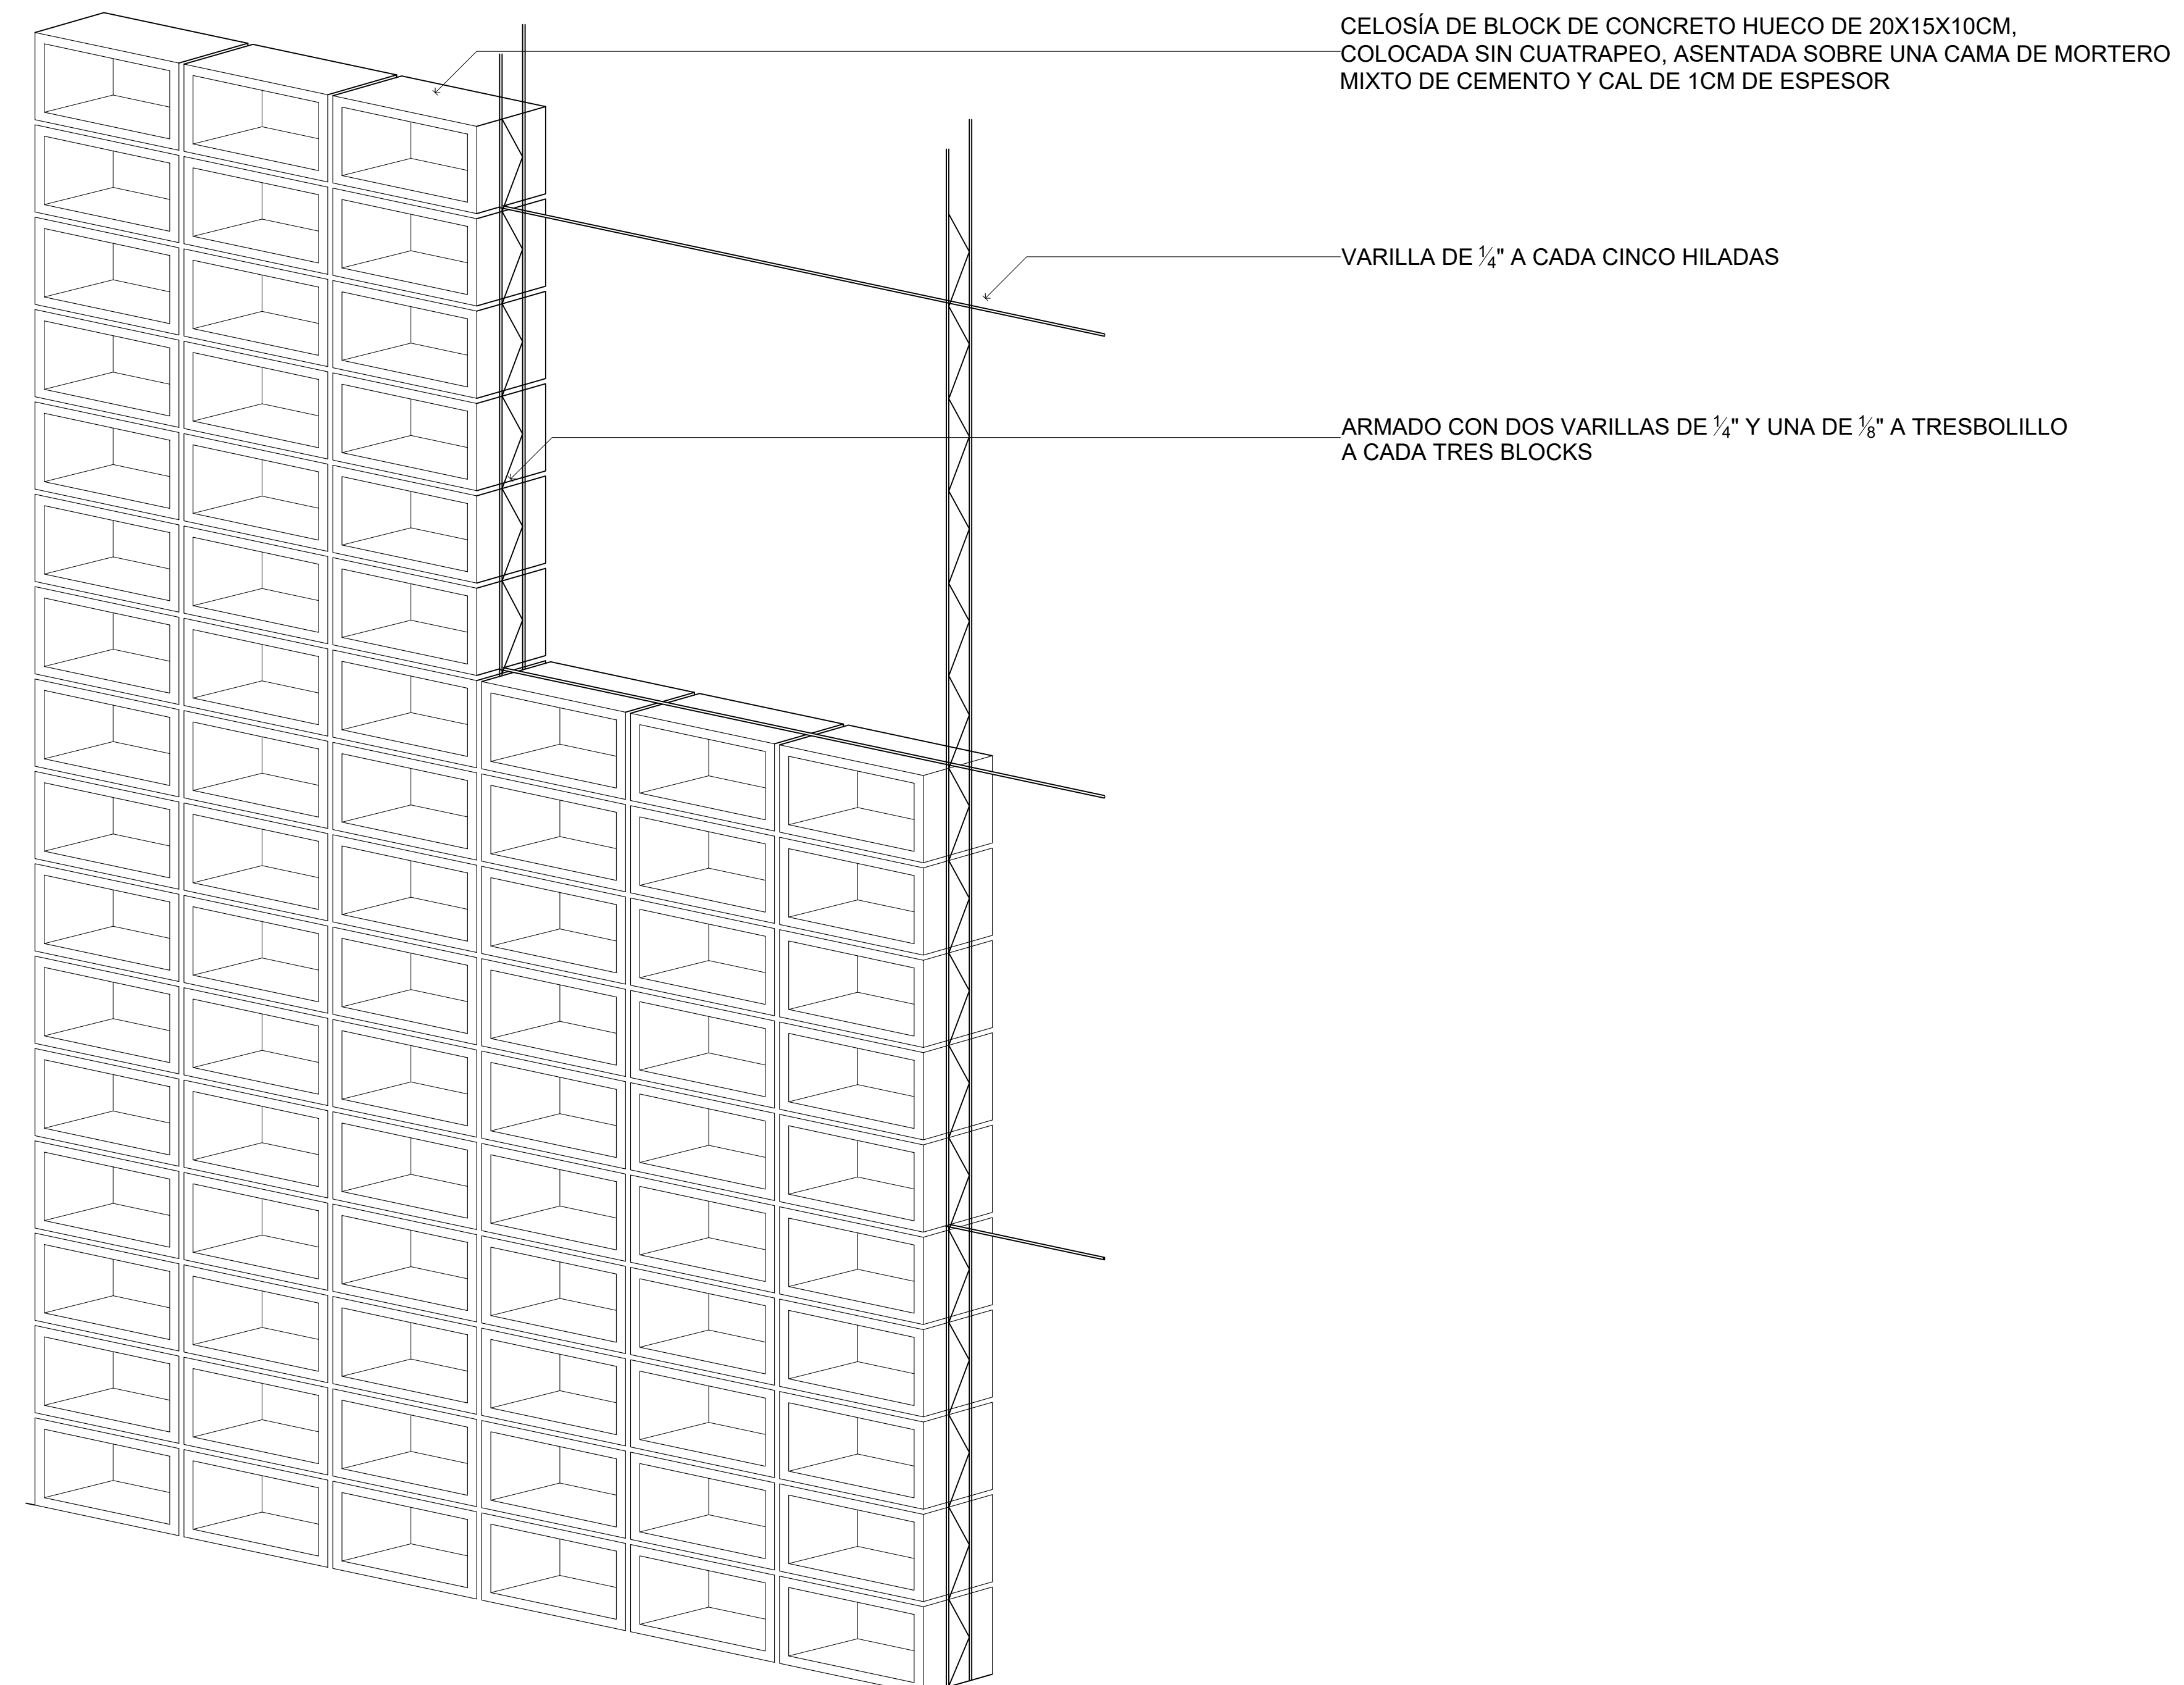 CELOSÍA DE BLOCK DE CONCRETO HUECO DE 20X15X10CM,
COLOCADA SIN CUATRAPEO, ASENTADA SOBRE UNA CAMA DE MORTERO
MIXTO DE CEMENTO Y CAL DE 1CM DE ESPESOR
VARILLA DE 1/4" A CADA CINCO HILADAS
ARMADO CON DOS VARILLAS DE 1/4" Y UNA DE 1/8" A TRESBOLILLO
A CADA TRES BLOCKS